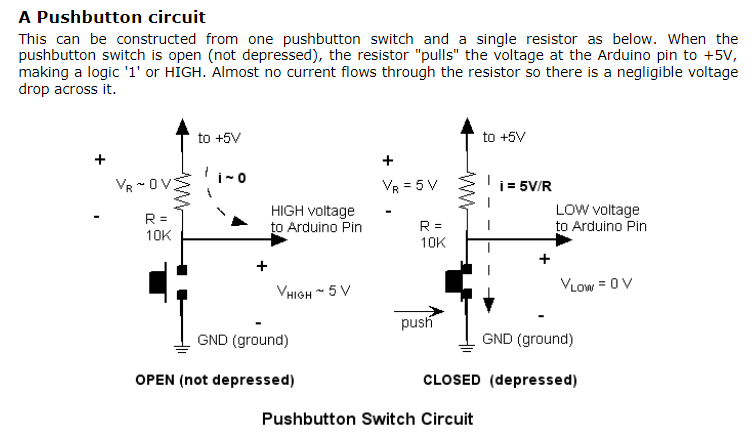 A Pushbutton circuit
This can be constructed from one pushbutton switch and a single resistor as below. When the
pushbutton switch is open (not depressed), the resistor "pulls" the voltage at the Arduino pin to +5V,
making a logic '1' or HIGH. Almost no current flows through the resistor so there is a negligible voltage
drop across it.
to +5V
+
VR ~ 0 V
i ~ 0
-
R =
10K
HIGH voltage
to Arduino Pin
+
VHIGH ~ 5 V
-
GND (ground)
OPEN (not depressed)
to +5V
+
VR = 5 V
i = 5V/R
-
R =
10K
LOW voltage
to Arduino Pin
+
VLOW = 0 V
-
push
GND (ground)
CLOSED (depressed)
Pushbutton Switch Circuit